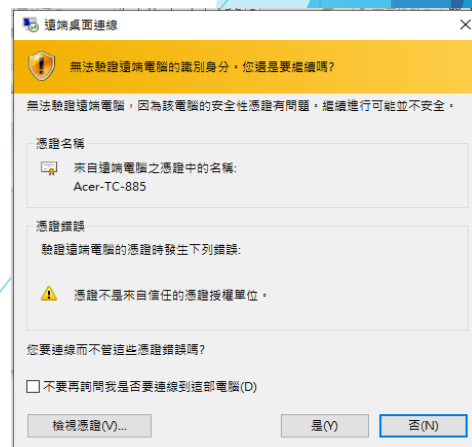 遠端桌面連線
無法驗證遠端電腦的識別身分。您還是要繼續嗎?
無法驗證遠端電腦，因為該電腦的安全性憑證有問題。繼續進行可能並不安全。
憑證名稱
來自遠端電腦之憑證中的名稱:
Acer-TC-885
憑證錯誤
驗證遠端電腦的憑證時發生下列錯誤:
憑證不是來自信任的憑證授權單位。
您要連線而不管這些憑證錯誤嗎?
不要再詢問我是否要連線到這部電腦(D)
檢視憑證(V)... 是(Y) 否(N)